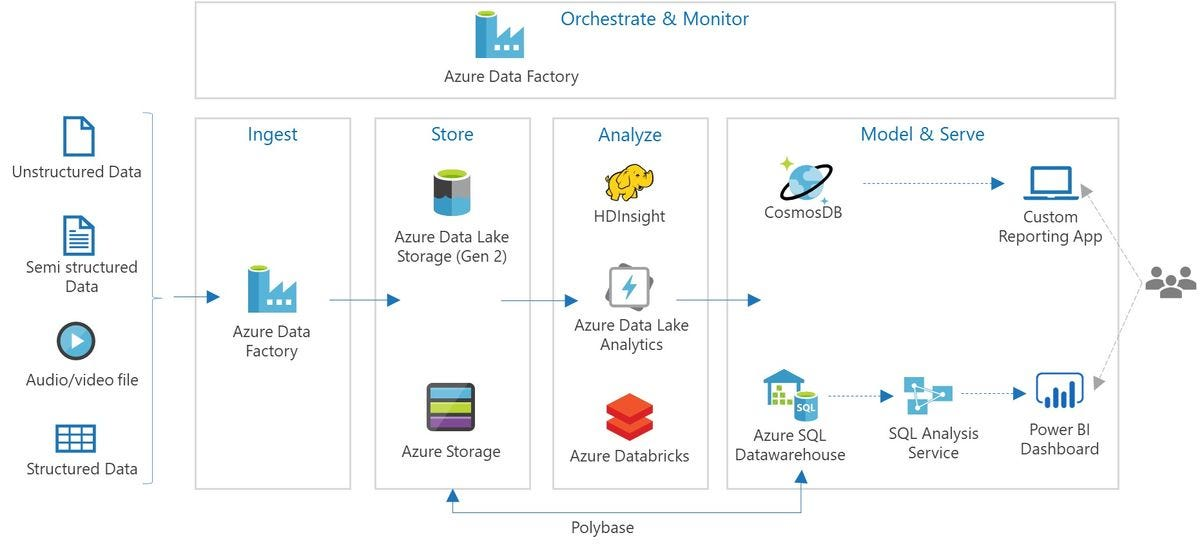 Orchestrate & Monitor
Azure Data Factory
Unstructured Data
Semi structured
Data
Audio/video file
Structured Data
Ingest
Azure Data
Factory
Store
Azure Data Lake
Storage (Gen 2)
Azure Storage
Analyze
HDInsight
Azure Data Lake
Analytics
Azure Databricks
Model & Serve
CosmosDB
Custom
Reporting App
SQL
Azure SQL
Datawarehouse
SQL Analysis
Service
Power BI
Dashboard
Polybase